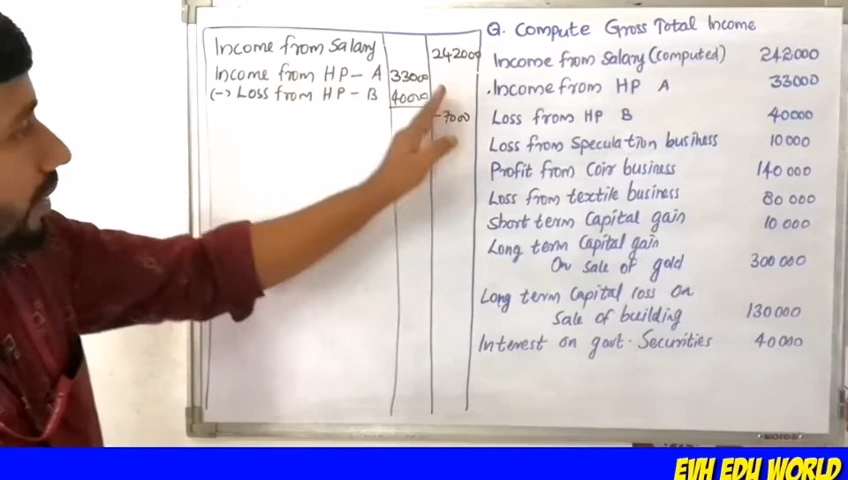 Income from Salary 242000
Income from HP - A 33000
(-) Loss from HP - B 40000
-7000
Q. Compute Gross Total Income
Income from Salary (computed) 242000
.Income from HP A 33000
Loss from HP B 40000
Loss from Speculation business 10000
Profit from Coir business 140000
Loss from textile business 80000
Short term Capital gain 10000
Long term Capital gain
On sale of gold 300000
Long term Capital loss on
Sale of building 130000
Interest on govt. Securities 40000
EVH EDU WORLD